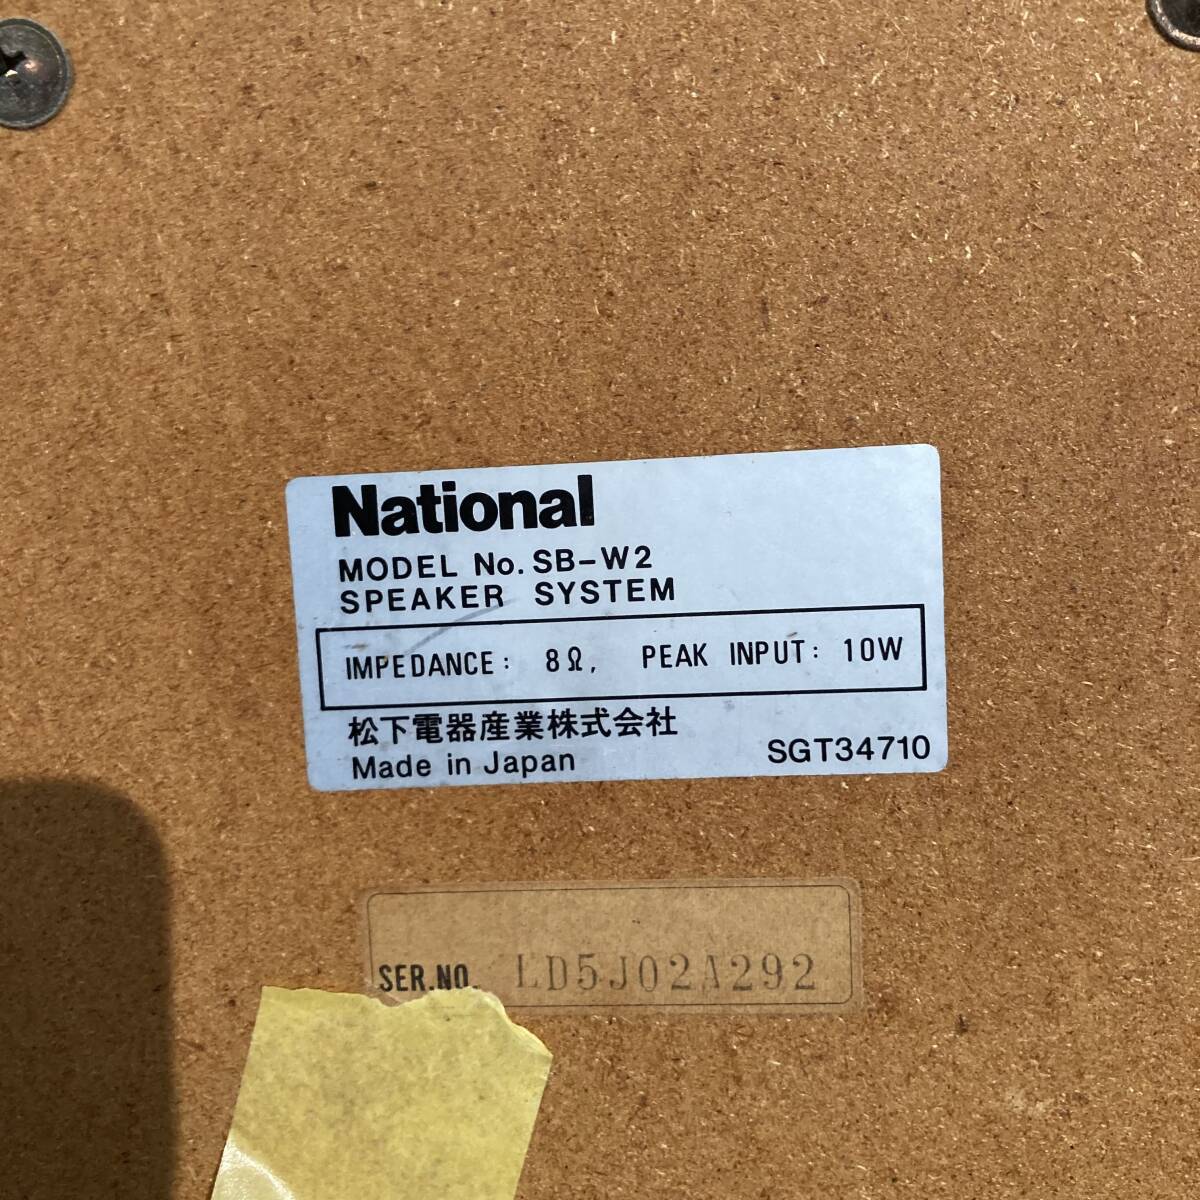 National
MODEL No. SB-W2
SPEAKER SYSTEM
IMPEDANCE: 8Ω, PEAK INPUT: 10W
松下電器産業株式会社
Made in Japan
SGT34710
SER.NO. LD5J02A292